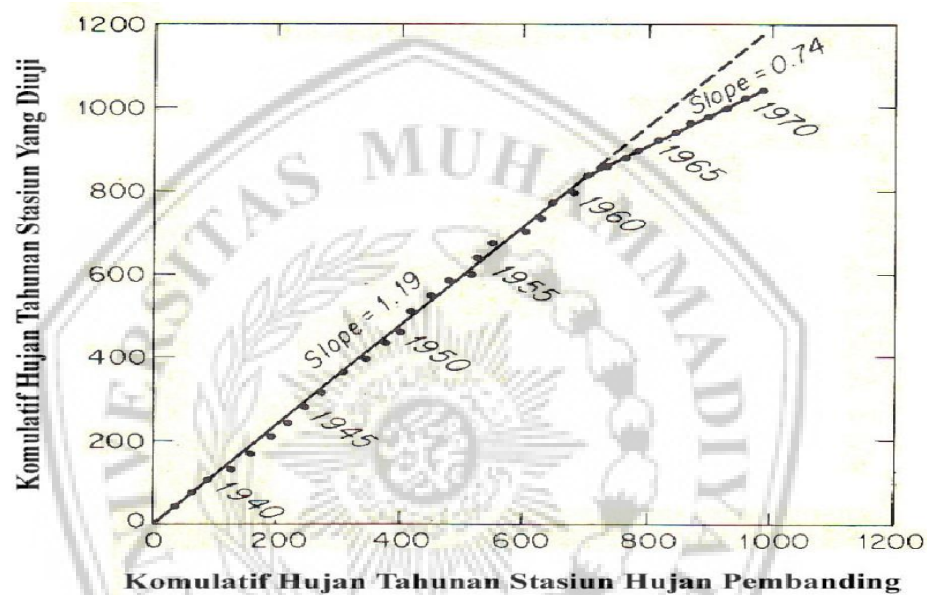 Komulatif Hujan Tahunan Stasiun Yang Diuji
1200
1000
800
600
400
200
0
Slope = 0.74
1970
1965
1960
1955
Slope = 1.19
1950
1945
1940
0 200 400 600 800 1000 1200
Komulatif Hujan Tahunan Stasiun Hujan Pembanding
UNIVERSITAS MUHAMMADIYA